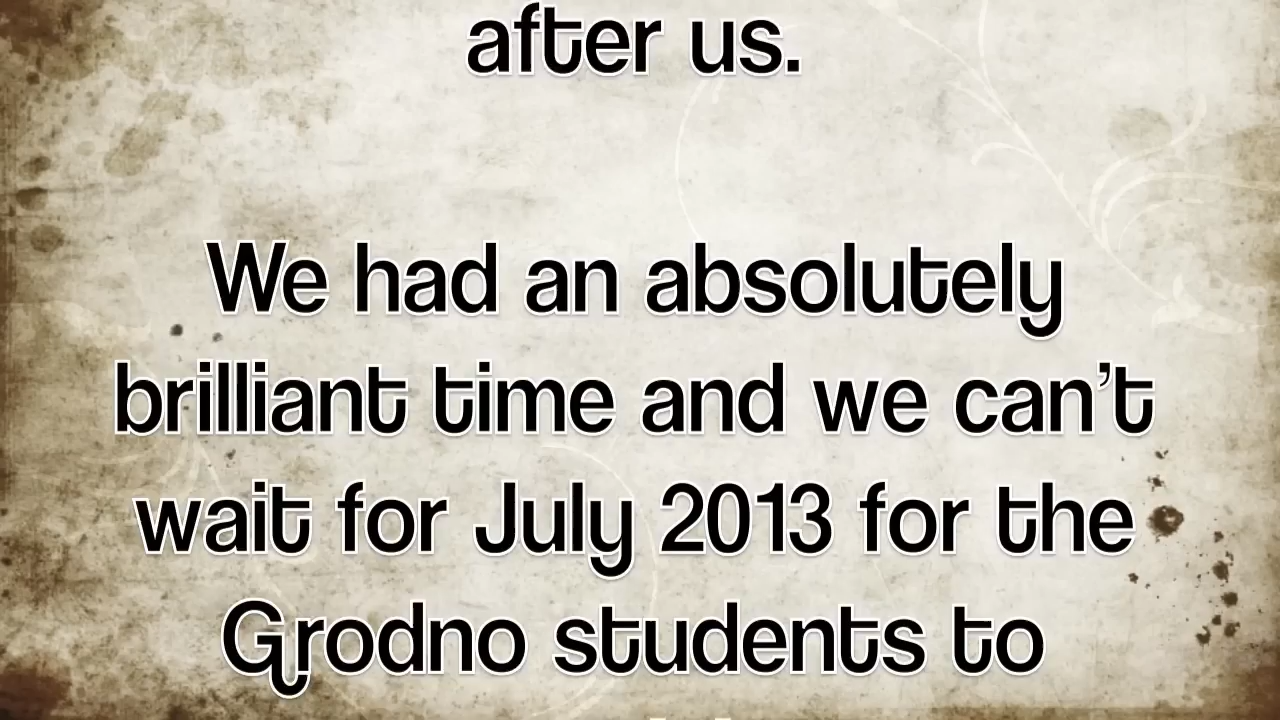 after us.
We had an absolutely
brilliant time and we can't
wait for July 2013 for the
Grodno students to